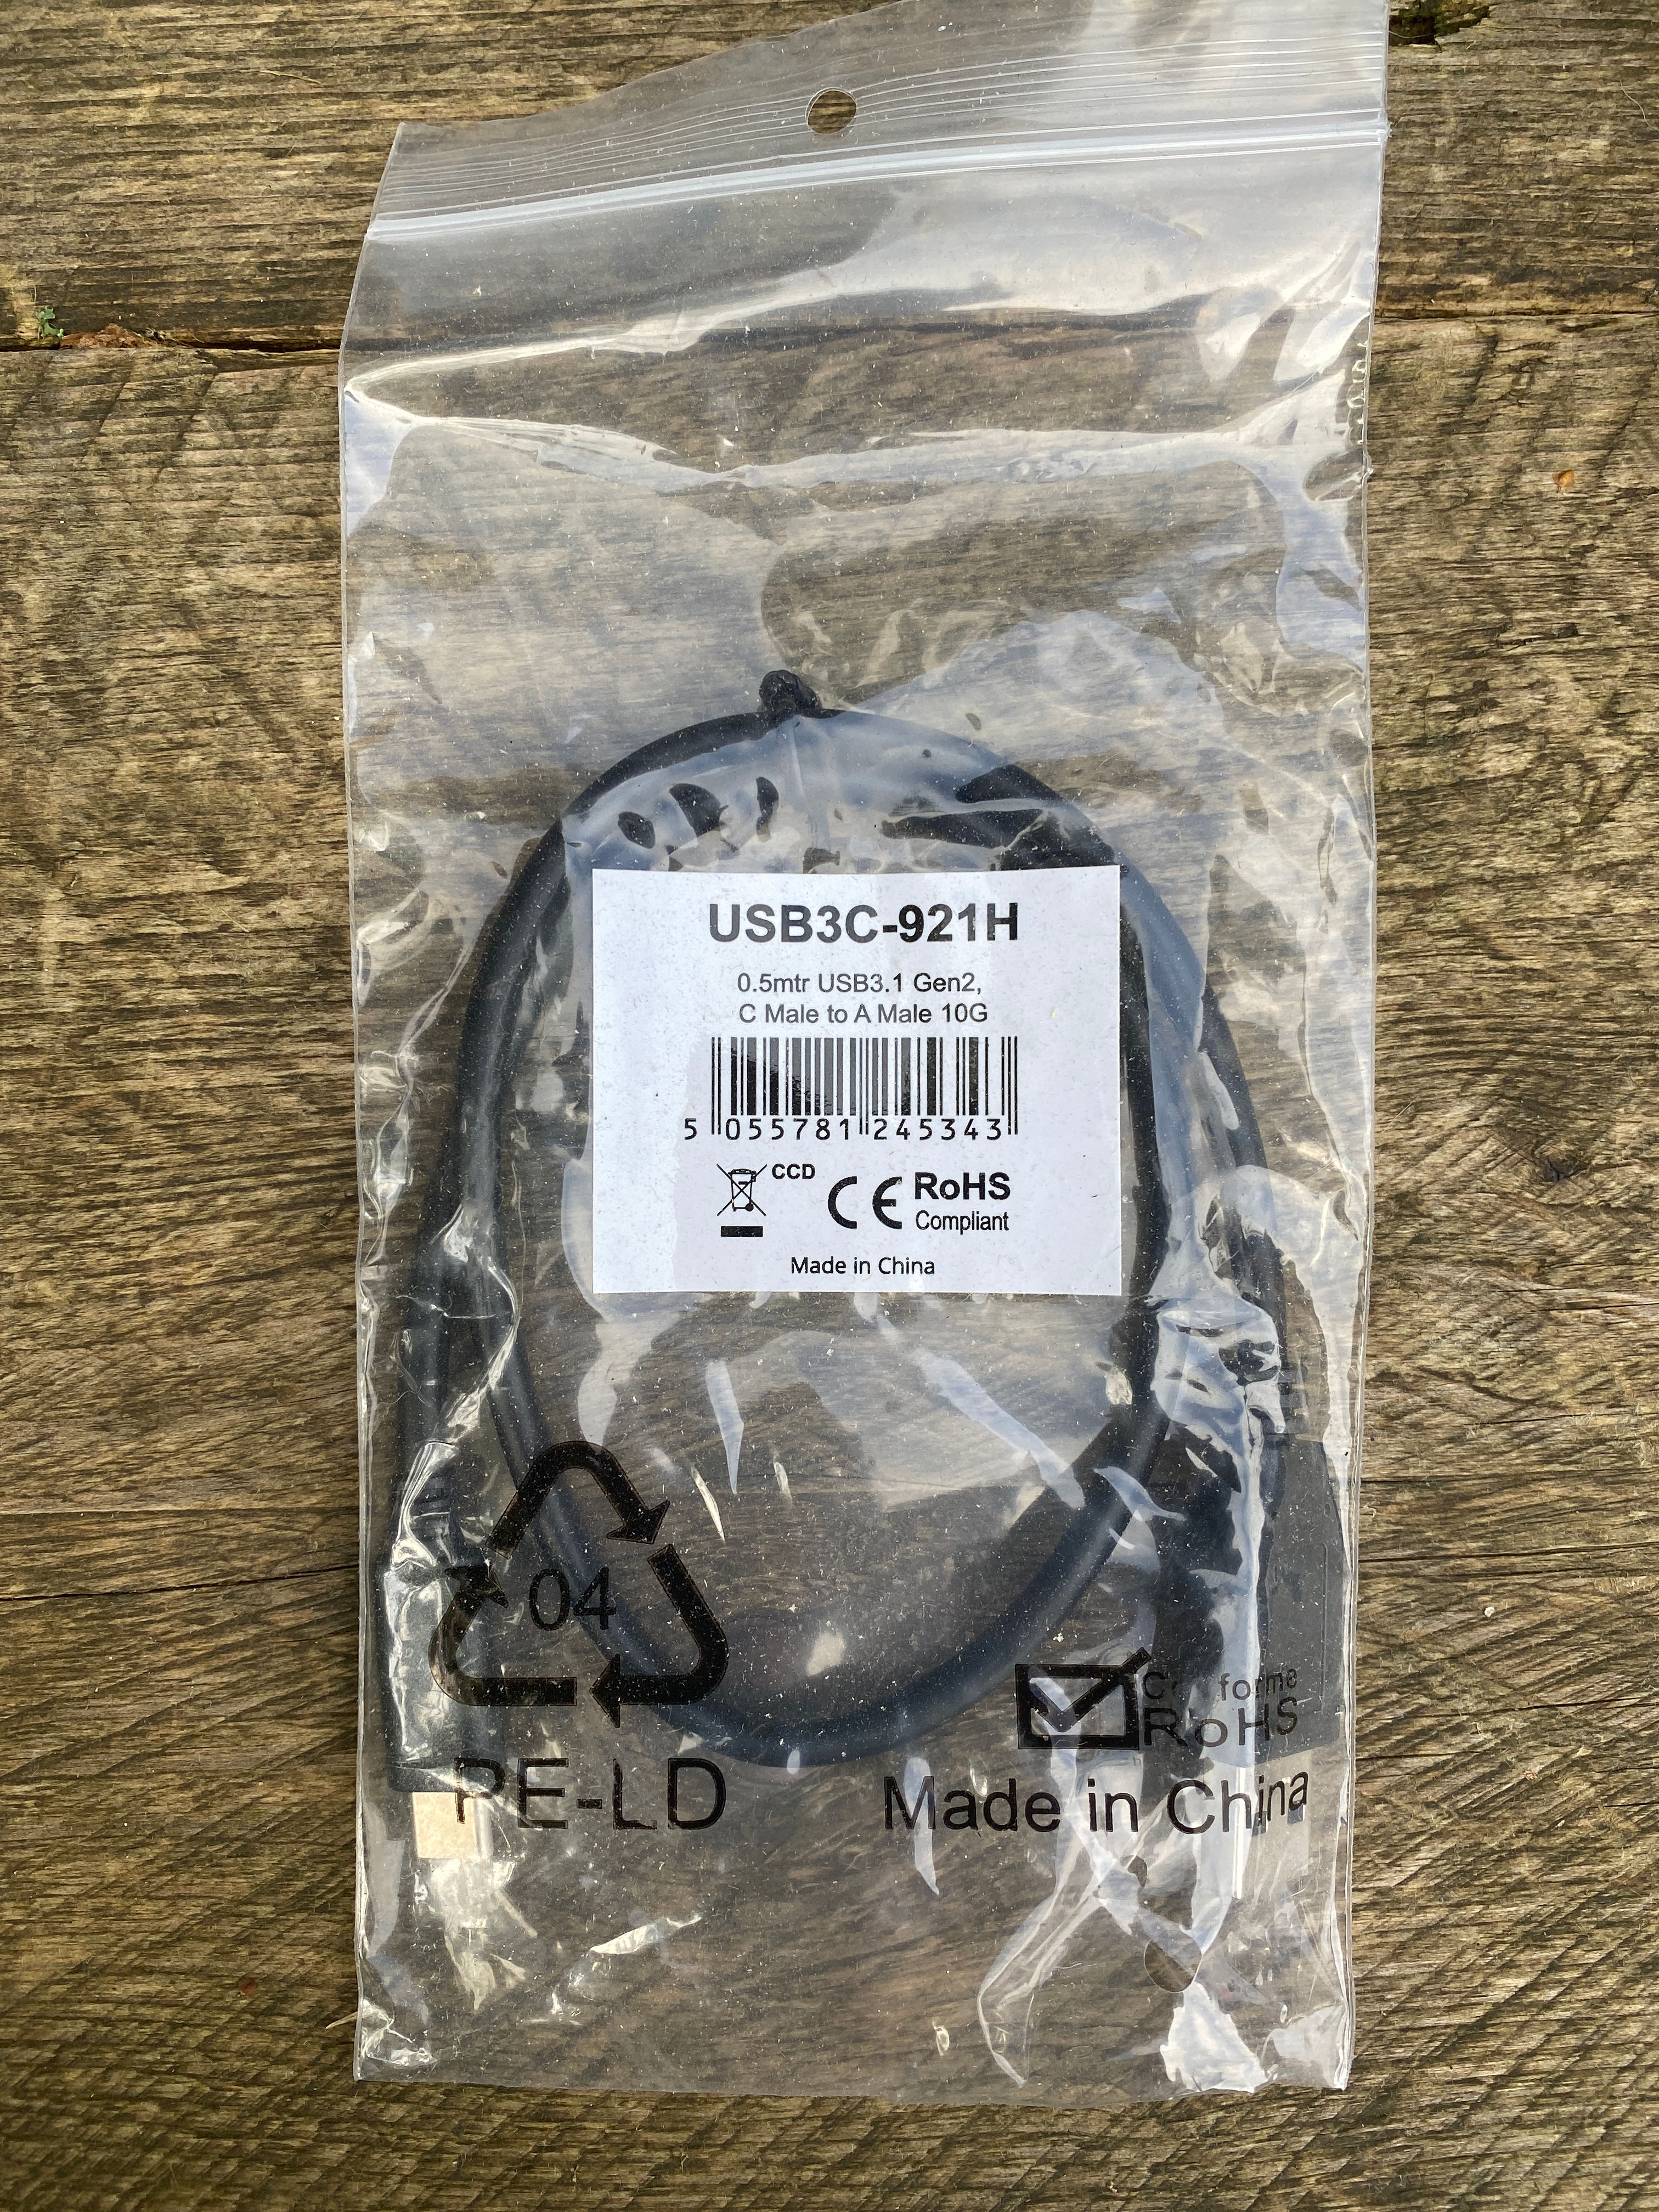 USB3C-921H
0.5mtr USB3.1 Gen2,
C Male to A Male 10G
5 055781 245343
CCD
CE RoHS
Compliant
Made in China
04
PE-LD
RoHS
Made in China